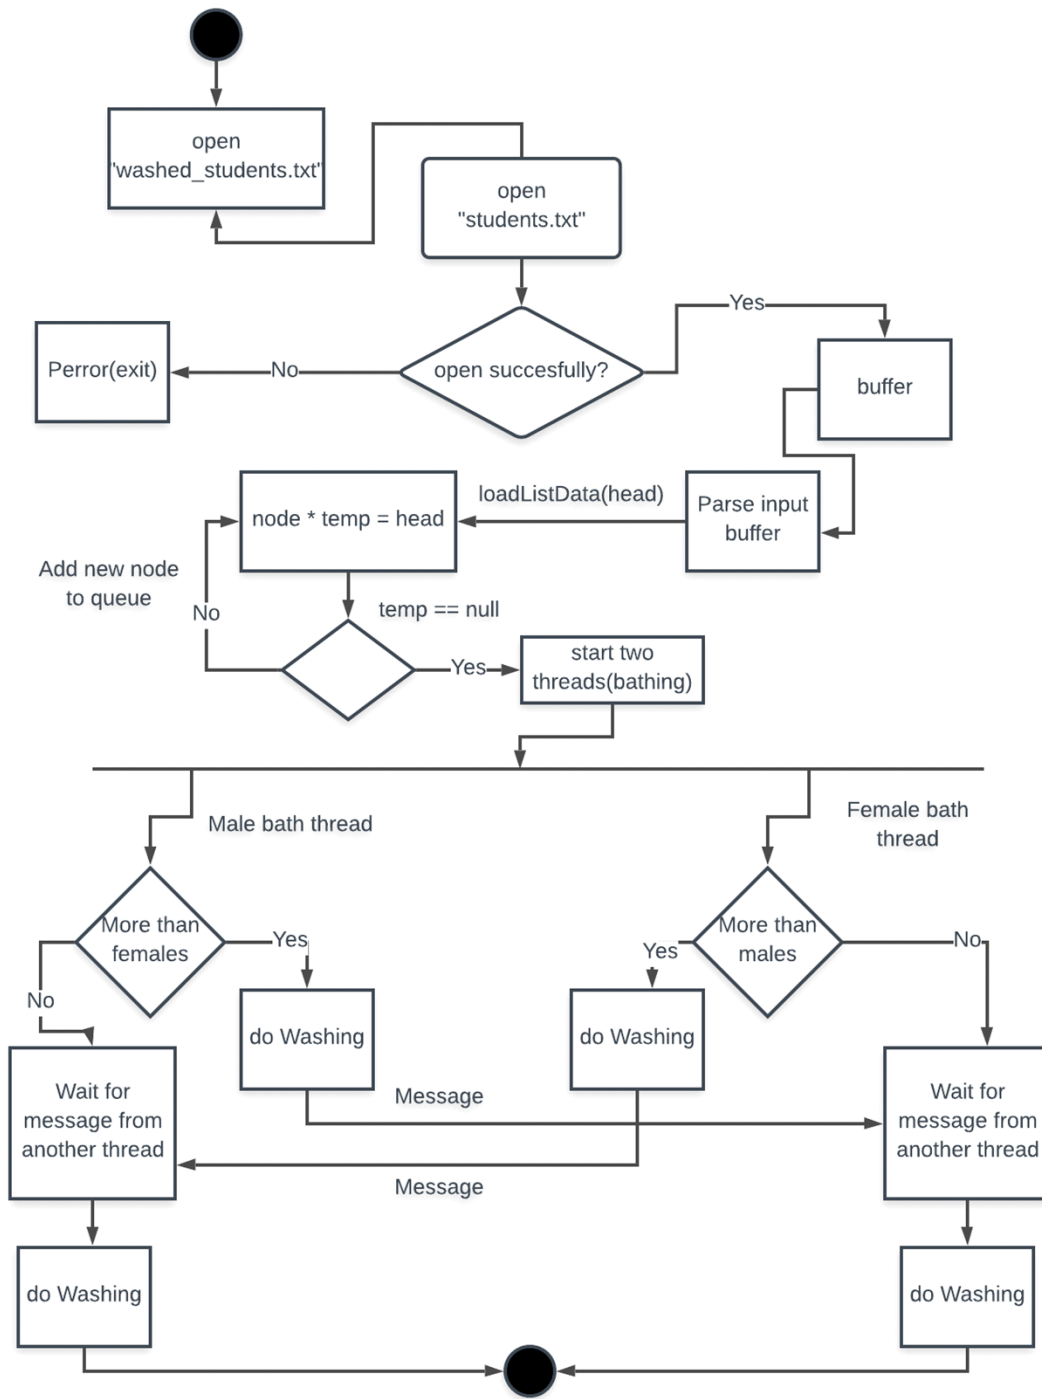 open
"washed_students.txt"
open
"students.txt"
Yes
Perror(exit)
No
open succesfully?
buffer
loadListData(head)
Parse input
buffer
node * temp = head
Add new node
to queue
No
temp == null
Yes
start two
threads(bathing)
Male bath thread
Female bath
thread
More than
females
Yes
No
More than
males
Yes
No
do Washing
do Washing
Wait for
message from
another thread
Message
Message
Wait for
message from
another thread
do Washing
do Washing